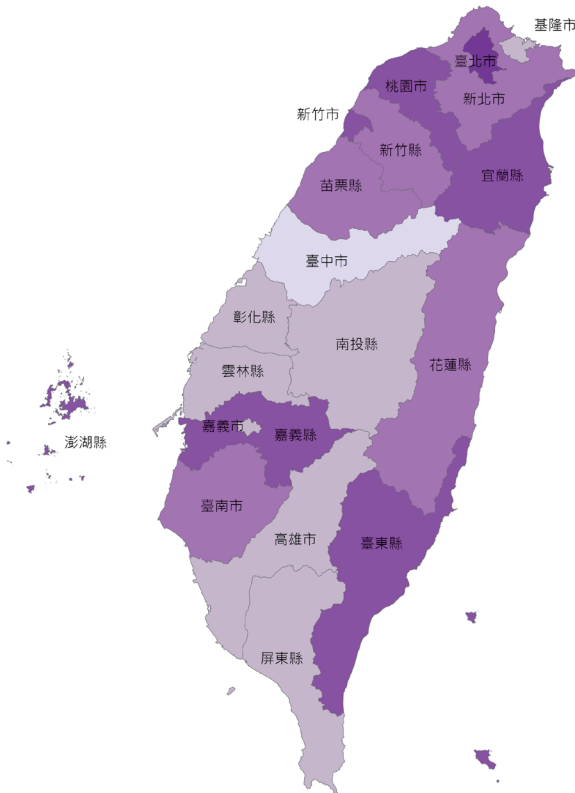 基隆市
臺北市
桃園市
新北市
新竹市
新竹縣
宜蘭縣
苗栗縣
臺中市
彰化縣
南投縣
花蓮縣
雲林縣
嘉義市
嘉義縣
澎湖縣
臺南市
高雄市
臺東縣
屏東縣